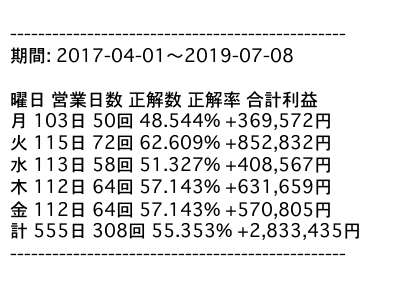 ------------------------------------------------
期間: 2017-04-01～2019-07-08
曜日 営業日数 正解数 正解率 合計利益
月 103日 50回 48.544% +369,572円
火 115日 72回 62.609% +852,832円
水 113日 58回 51.327% +408,567円
木 112日 64回 57.143% +631,659円
金 112日 64回 57.143% +570,805円
計 555日 308回 55.353% +2,833,435円
------------------------------------------------